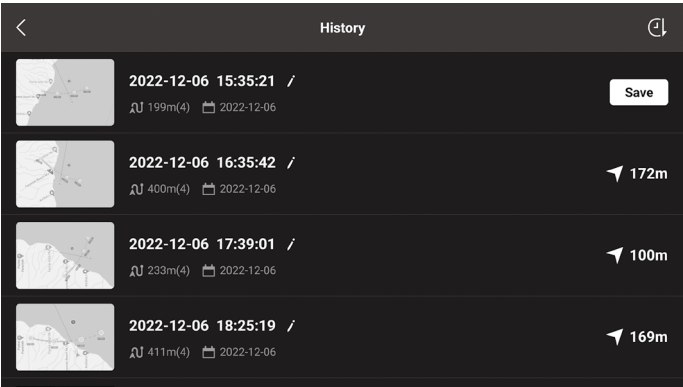 History
2022-12-06 15:35:21
199m(4) 2022-12-06
Save
2022-12-06 16:35:42
400m(4) 2022-12-06
172m
2022-12-06 17:39:01
233m(4) 2022-12-06
100m
2022-12-06 18:25:19
411m(4) 2022-12-06
169m